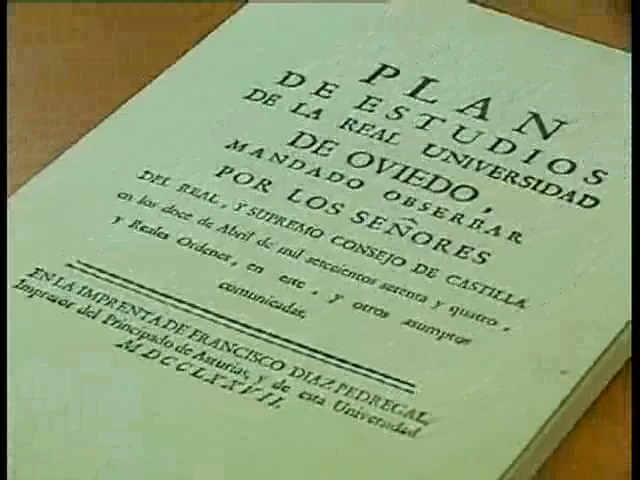 PLAN
DE ESTUDIOS
DE LA REAL UNIVERSIDAD
DE OVIEDO,
MANDADO OBSERBAR
POR LOS SEÑORES
DEL REAL, Y SUPREMO CONSEJO DE CASTILLA
en los doce de Abril de mil setecientos setenta y quatro,
y Reales Ordenes, en este, y otros asumptos
comunicadas.
EN LA IMPRENTA DE FRANCISCO DIAZ PEDREGAL,
Impresor del Principado de Asturias, y de esta Universidad.
MDCCLXXVII.